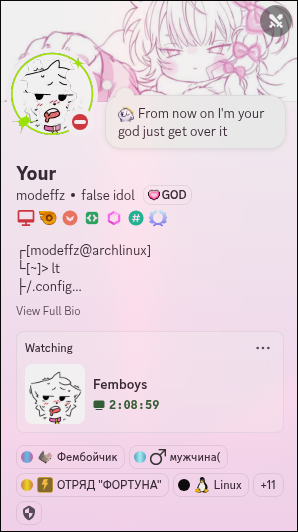 From now on I'm your
god just get over it
Your
modeffz • false idol GOD
┌[modeffz@archlinux]
└[~]> lt
├/.config...
View Full Bio
Watching
Femboys
2:08:59
Фембойчик
мужчина(
ОТРЯД "ФОРТУНА"
Linux
+11